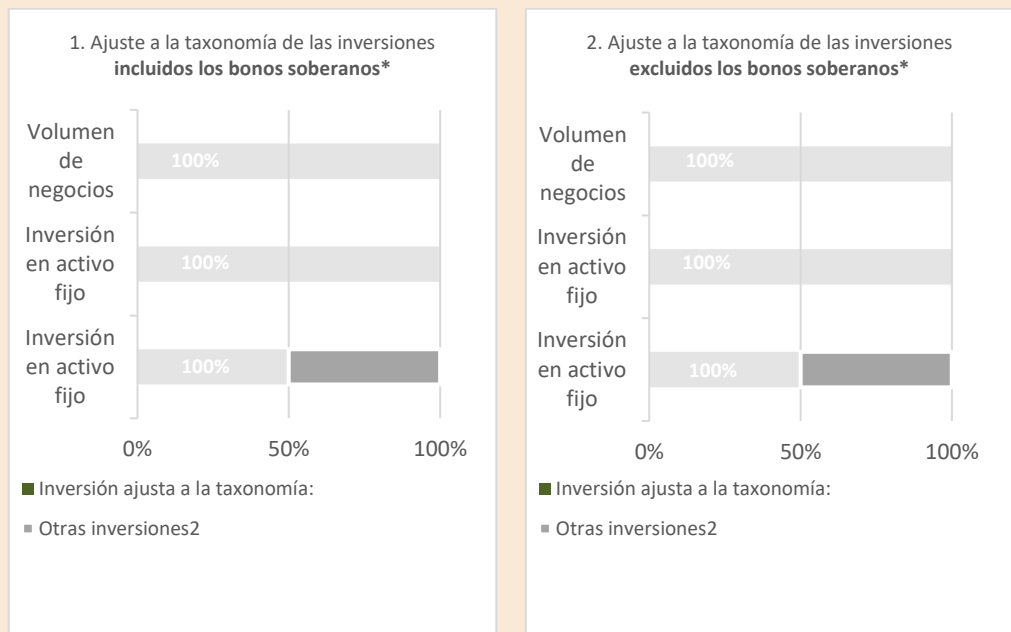 1. Ajuste a la taxonomía de las inversiones
incluidos los bonos soberanos*
Volumen
de
negocios
100%
Inversión
en activo
fijo
100%
Inversión
en activo
fijo
100%
0% 50% 100%
Inversión ajusta a la taxonomía:
Otras inversiones2
2. Ajuste a la taxonomía de las inversiones
excluidos los bonos soberanos*
Volumen
de
negocios
100%
Inversión
en activo
fijo
100%
Inversión
en activo
fijo
100%
0% 50% 100%
Inversión ajusta a la taxonomía:
Otras inversiones2